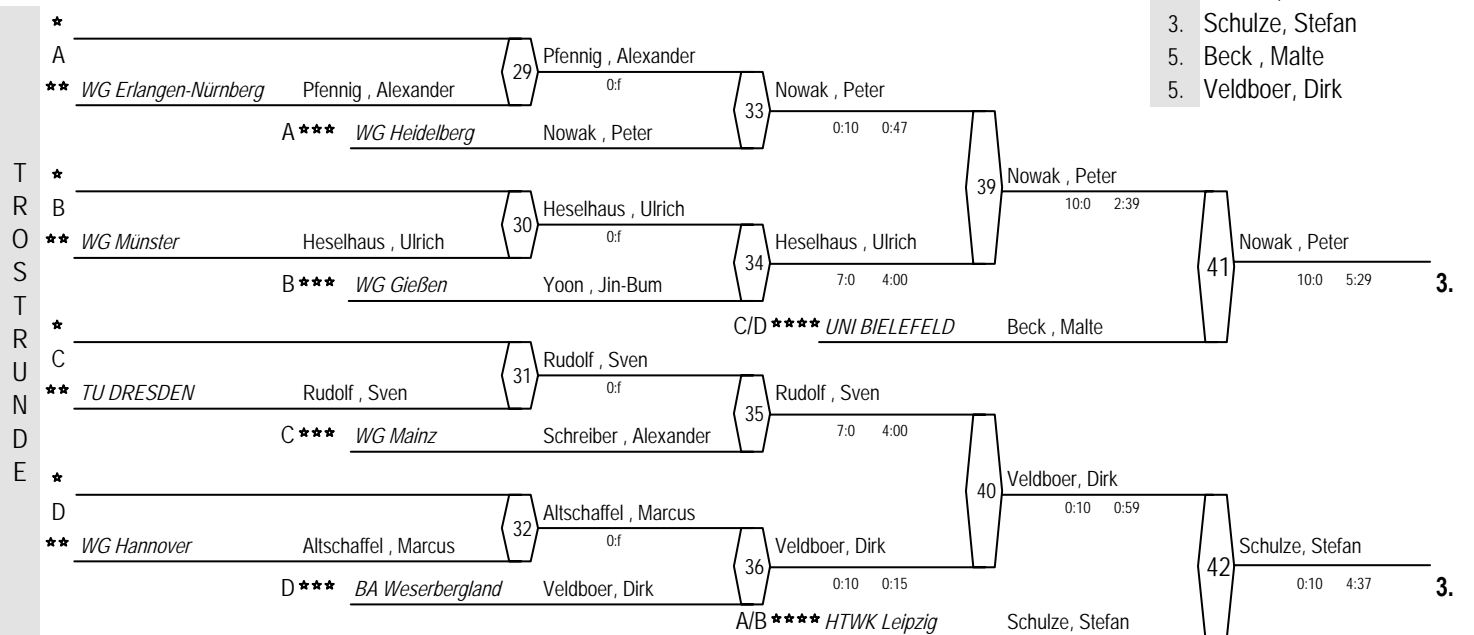 3. Schulze, Stefan
5. Beck , Malte
5. Veldboer, Dirk
TROSTRUNDE
*
A
** WG Erlangen-Nürnberg Pfennig , Alexander
29
Pfennig , Alexander
0:f
A *** WG Heidelberg Nowak , Peter
33
Nowak , Peter
0:10 0:47
*
B
** WG Münster Heselhaus , Ulrich
30
Heselhaus , Ulrich
0:f
B *** WG Gießen Yoon , Jin-Bum
34
Heselhaus , Ulrich
7:0 4:00
39
Nowak , Peter
10:0 2:39
C/D **** UNI BIELEFELD Beck , Malte
41
Nowak , Peter
10:0 5:29 3.
*
C
** TU DRESDEN Rudolf , Sven
31
Rudolf , Sven
0:f
C *** WG Mainz Schreiber , Alexander
35
Rudolf , Sven
7:0 4:00
*
D
** WG Hannover Altschaffel , Marcus
32
Altschaffel , Marcus
0:f
D *** BA Weserbergland Veldboer, Dirk
36
Veldboer, Dirk
0:10 0:15
40
Veldboer, Dirk
0:10 0:59
A/B **** HTWK Leipzig Schulze, Stefan
42
Schulze, Stefan
0:10 4:37 3.